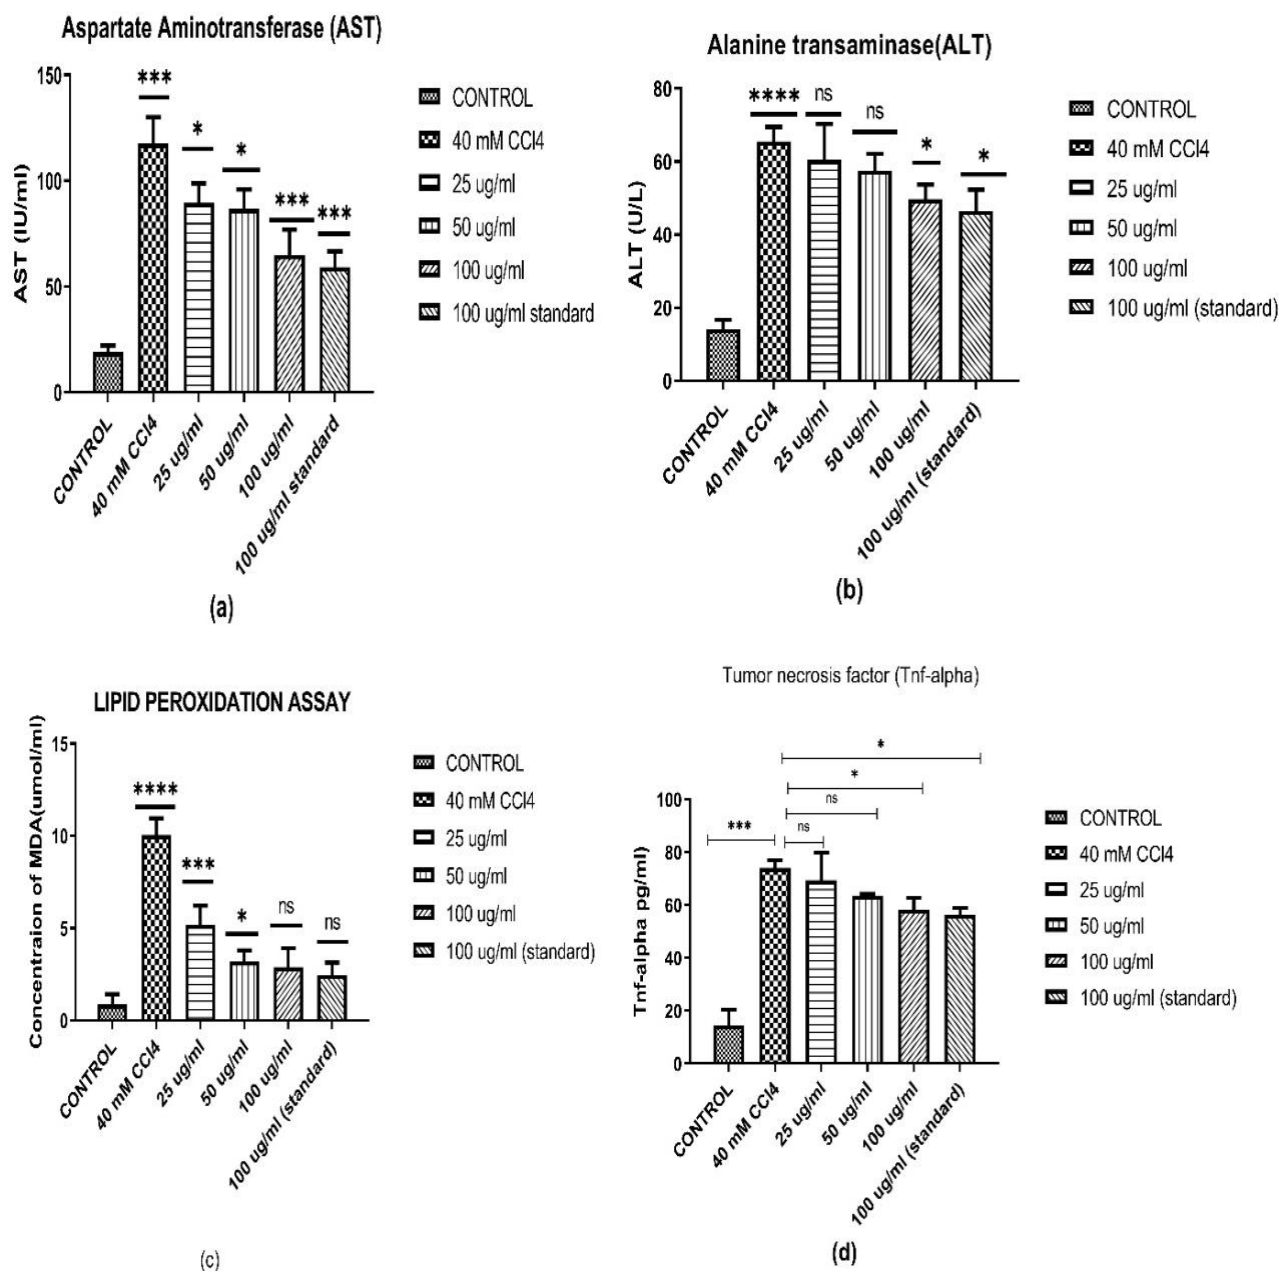 Aspartate Aminotransferase (AST)
150
100
50
0
AST (IU/ml)
***
*
*
***
***
CONTROL
40 mM CCl4
25 ug/ml
50 ug/ml
100 ug/ml
100 ug/ml standard
CONTROL
40 mM CCl4
25 ug/ml
50 ug/ml
100 ug/ml
100 ug/ml standard
(a)
Alanine transaminase(ALT)
80
60
40
20
0
ALT (U/L)
****
ns
ns
*
*
CONTROL
40 mM CCl4
25 ug/ml
50 ug/ml
100 ug/ml
100 ug/ml (standard)
CONTROL
40 mM CCl4
25 ug/ml
50 ug/ml
100 ug/ml
100 ug/ml (standard)
(b)
LIPID PEROXIDATION ASSAY
15
10
5
0
Concentraion of MDA(umol/ml)
****
***
*
ns
ns
CONTROL
40 mM CCl4
25 ug/ml
50 ug/ml
100 ug/ml
100 ug/ml (standard)
CONTROL
40 mM CCl4
25 ug/ml
50 ug/ml
100 ug/ml
100 ug/ml (standard)
(c)
Tumor necrosis factor (Tnf-alpha)
*
*
ns
***
ns
100
80
60
40
20
0
Tnf-alpha pg/ml)
CONTROL
40 mM CCl4
25 ug/ml
50 ug/ml
100 ug/ml
100 ug/ml (standard)
CONTROL
40 mM CCl4
25 ug/ml
50 ug/ml
100 ug/ml
100 ug/ml (standard)
(d)